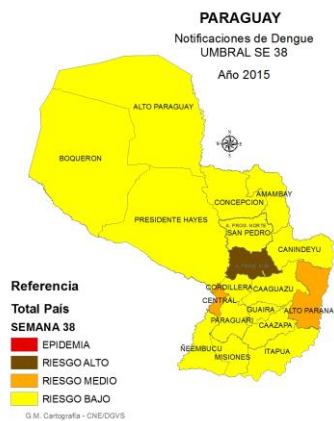 PARAGUAY
Notificaciones de Dengue
UMBRAL SE 38
Año 2015
ALTO PARAGUAY
BOQUERON
AMAMBAY
CONCEPCION
PRESIDENTE HAYES
SAN PEDRO
CANINDEYU
CORDILLERA
CAAGUAZU
CENTRAL
GUAIRA
ALTO PARANA
PARAGUARI
CAAZAPA
ÑEEMBUCU
ITAPUA
MISIONES
Referencia
Total País
SEMANA 38
EPIDEMIA
RIESGO ALTO
RIESGO MEDIO
RIESGO BAJO
G.M. Cartografía - CNE/DGVS